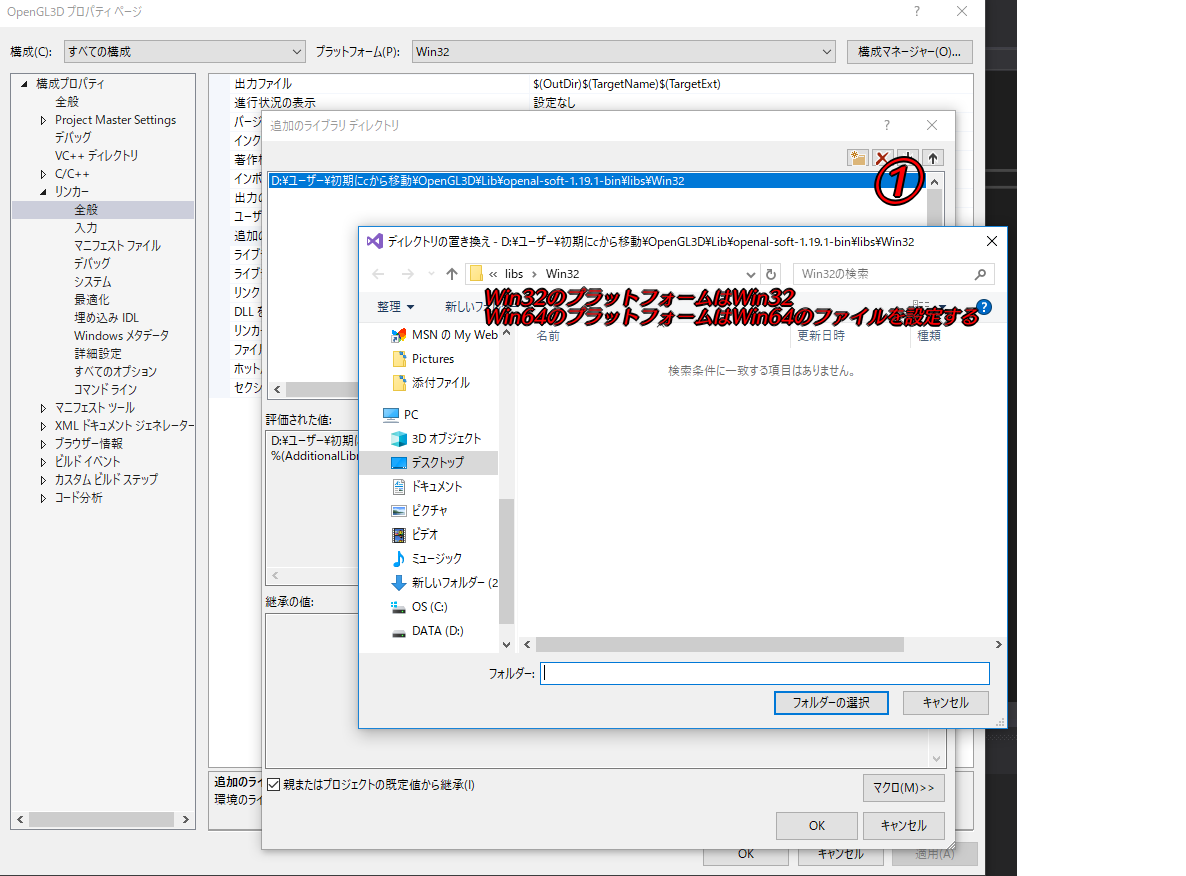 OpenGL3D プロパティ ページ
?
構成(C):
すべての構成
プラットフォーム(P):
Win32
構成マネージャー(O)...
構成プロパティ
全般
Project Master Settings
デバッグ
VC++ ディレクトリ
C/C++
リンカー
全般
入力
マニフェスト ファイル
デバッグ
システム
最適化
埋め込み IDL
Windows メタデータ
詳細設定
すべてのオプション
コマンド ライン
マニフェスト ツール
XML ドキュメント ジェネレーター
ブラウザー情報
ビルド イベント
カスタム ビルド ステップ
コード分析
出力ファイル
$(OutDir)$(TargetName)$(TargetExt)
進行状況の表示
設定なし
バージ
インク
著作権
インポ
出力の
ユーザ
追加の
ライブ
ライブ
リンク
DLL を
リンカー
ファイル
ホット
セクシ
追加のライ
環境のライ
OK
キャンセル
適用(A)
追加のライブラリ ディレクトリ
?
①
D:¥ユーザー¥初期にcから移動¥OpenGL3D¥Lib¥openal-soft-1.19.1-bin¥libs¥Win32
評価された値:
D:¥ユーザー¥初期に
%(AdditionalLibr
継承の値:
親またはプロジェクトの既定値から継承(I)
マクロ(M)>>
OK
キャンセル
ディレクトリの置き換え - D:¥ユーザー¥初期にcから移動¥OpenGL3D¥Lib¥openal-soft-1.19.1-bin¥libs¥Win32
« libs › Win32
Win32の検索
Win32のプラットフォームはWin32
Win64のプラットフォームはWin64のファイルを設定する
整理
新しいフ
?
名前
更新日時
種類
検索条件に一致する項目はありません。
MSN の My Web
Pictures
添付ファイル
PC
3D オブジェクト
デスクトップ
ドキュメント
ピクチャ
ビデオ
ミュージック
新しいフォルダー (2
OS (C:)
DATA (D:)
フォルダー:
フォルダーの選択
キャンセル